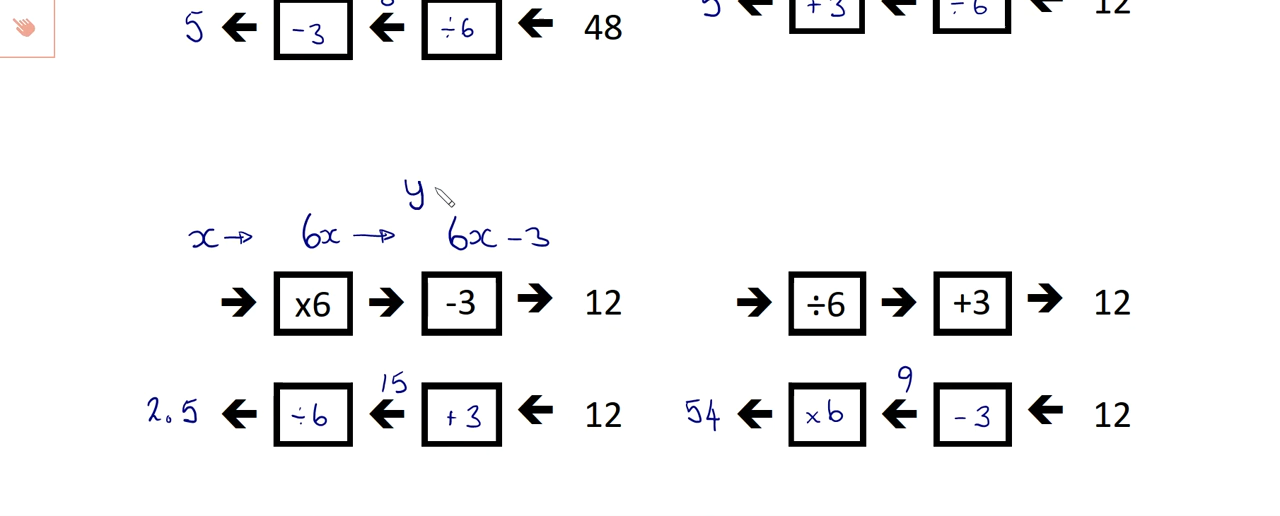 5 ← -3 ← ÷6 ← 48
+3 ← ÷6 ← 12
y
x → 6x → 6x - 3
→ x6 → -3 → 12
→ ÷6 → +3 → 12
2.5 ← ÷6 ← 15 +3 ← 12
54 ← x6 ← 9 -3 ← 12